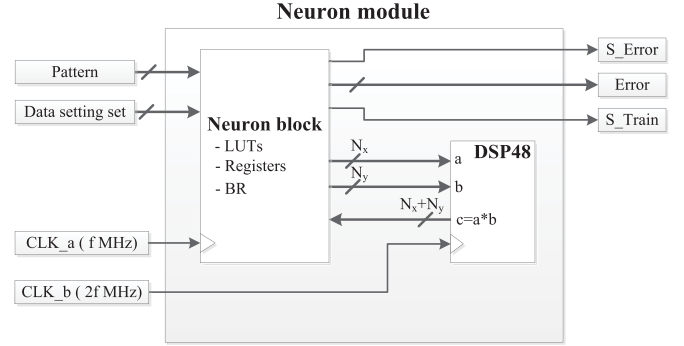 Neuron module
Pattern
Data setting set
CLK_a ( f MHz)
CLK_b ( 2f MHz)
Neuron block
- LUTs
- Registers
- BR
Nx
Ny
Nx+Ny
DSP48
a
b
c=a*b
S_Error
Error
S_Train